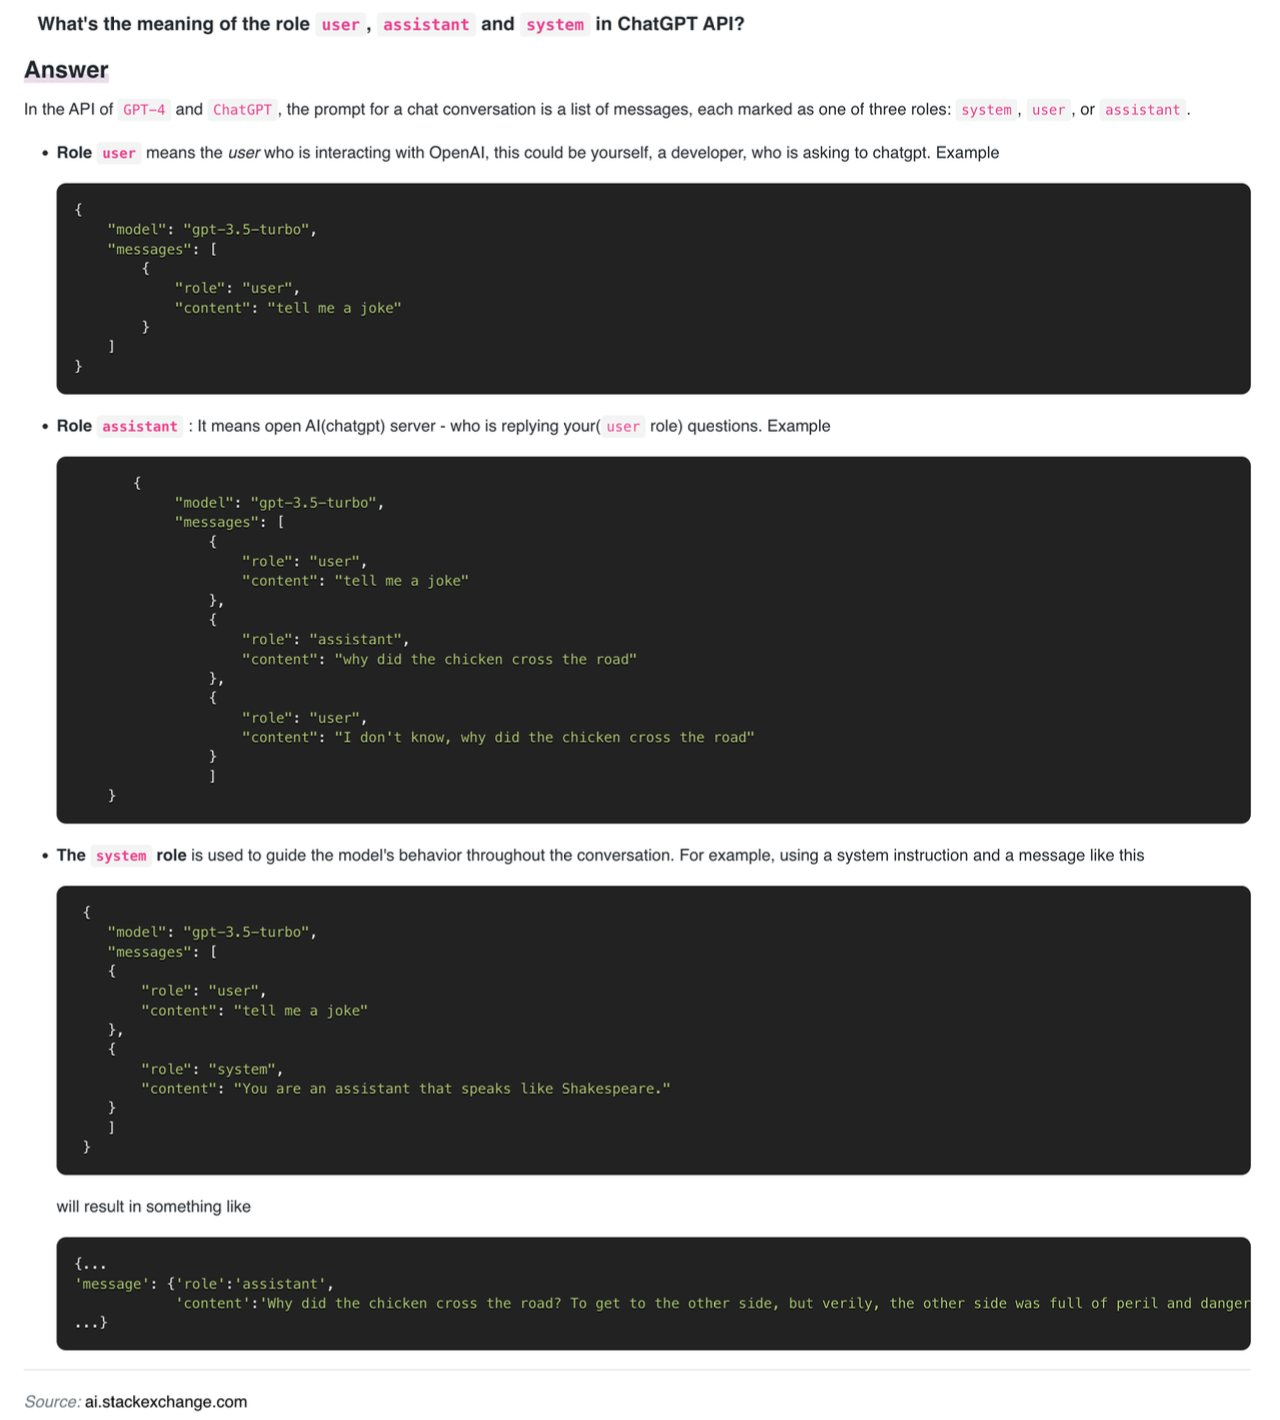 What's the meaning of the role user, assistant and system in ChatGPT API?
Answer
In the API of GPT-4 and ChatGPT, the prompt for a chat conversation is a list of messages, each marked as one of three roles: system, user, or assistant.
• Role user means the user who is interacting with OpenAI, this could be yourself, a developer, who is asking to chatgpt. Example
{
    "model": "gpt-3.5-turbo",
    "messages": [
        {
            "role": "user",
            "content": "tell me a joke"
        }
    ]
}
• Role assistant : It means open AI(chatgpt) server - who is replying your( user role) questions. Example
       {
            "model": "gpt-3.5-turbo",
            "messages": [
                {
                    "role": "user",
                    "content": "tell me a joke"
                },
                {
                    "role": "assistant",
                    "content": "why did the chicken cross the road"
                },
                {
                    "role": "user",
                    "content": "I don't know, why did the chicken cross the road"
                }
                ]
    }
• The system role is used to guide the model's behavior throughout the conversation. For example, using a system instruction and a message like this
 {
    "model": "gpt-3.5-turbo",
    "messages": [
    {
        "role": "user",
        "content": "tell me a joke"
    },
    {
        "role": "system",
        "content": "You are an assistant that speaks like Shakespeare."
    }
    ]
 }
will result in something like
{...
'message': {'role':'assistant',
            'content':'Why did the chicken cross the road? To get to the other side, but verily, the other side was full of peril and danger
...}
Source: ai.stackexchange.com